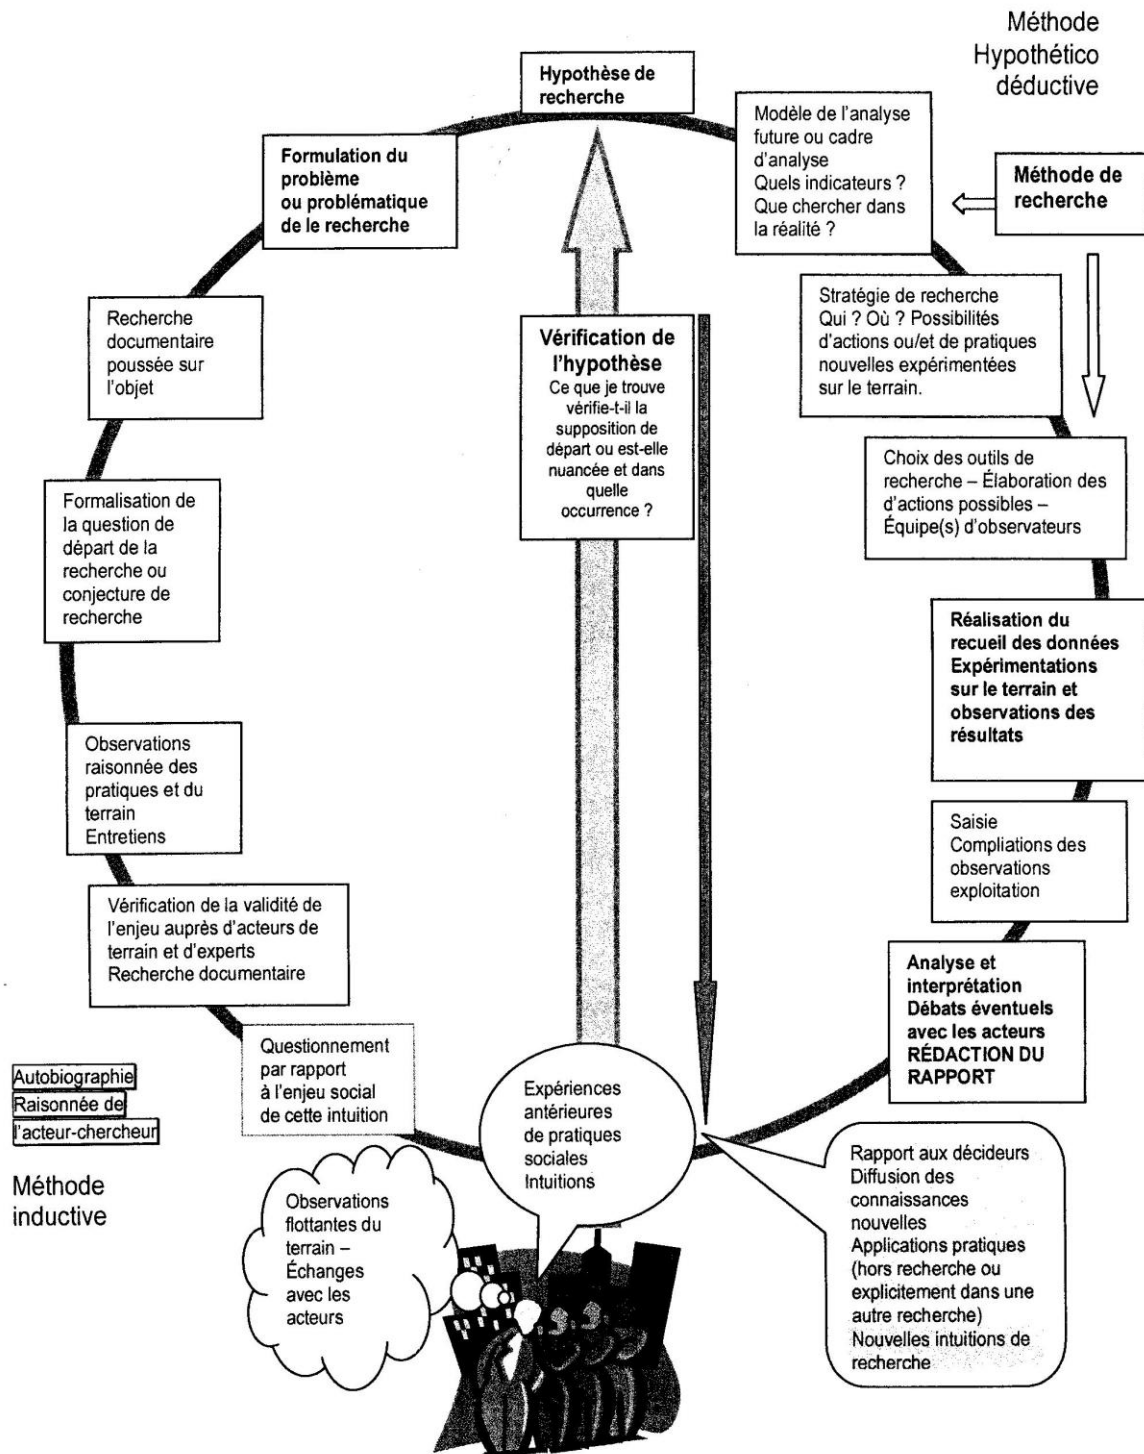 Méthode
Hypothético
déductive
Hypothèse de
recherche
Formulation du
problème
ou problématique
de le recherche
Modèle de l'analyse
future ou cadre
d'analyse
Quels indicateurs ?
Que chercher dans
la réalité ?
Méthode de
recherche
Recherche
documentaire
poussée sur
l'objet
Stratégie de recherche
Qui ? Où ? Possibilités
d'actions ou/et de pratiques
nouvelles expérimentées
sur le terrain.
Vérification de
l'hypothèse
Ce que je trouve
vérifie-t-il la
supposition de
départ ou est-elle
nuancée et dans
quelle
occurrence ?
Choix des outils de
recherche – Élaboration des
d'actions possibles –
Équipe(s) d'observateurs
Formalisation de
la question de
départ de la
recherche ou
conjecture de
recherche
Réalisation du
recueil des données
Expérimentations
sur le terrain et
observations des
résultats
Observations
raisonnée des
pratiques et du
terrain
Entretiens
Saisie
Compliations des
observations
exploitation
Vérification de la validité de
l'enjeu auprès d'acteurs de
terrain et d'experts
Recherche documentaire
Analyse et
interprétation
Débats éventuels
avec les acteurs
RÉDACTION DU
RAPPORT
Questionnement
par rapport
à l'enjeu social
de cette intuition
Autobiographie
Raisonnée de
l'acteur-chercheur
Méthode
inductive
Expériences
antérieures
de pratiques
sociales
Intuitions
Observations
flottantes du
terrain –
Échanges
avec les
acteurs
Rapport aux décideurs
Diffusion des
connaissances
nouvelles
Applications pratiques
(hors recherche ou
explicitement dans une
autre recherche)
Nouvelles intuitions de
recherche